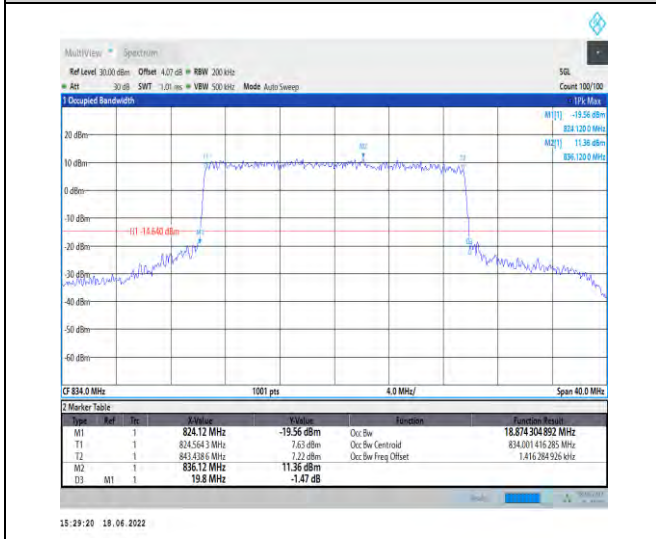 MultiView Spectrum
Ref Level 30.00 dBm Offset 4.07 dB RBW 200 kHz SGL
Att 30 dB SWT 1.01 ms VBW 500 kHz Mode Auto Sweep Count 100/100
1 Occupied Bandwidth 1Pk Max
M1[1] -19.56 dBm
824.120 0 MHz
M2[1] 11.36 dBm
836.120 0 MHz
20 dBm
10 dBm
0 dBm
-10 dBm
-20 dBm
-30 dBm
-40 dBm
-50 dBm
-60 dBm
T1
M2
T2
H1 -14.640 dBm
M1
D3
CF 834.0 MHz 1001 pts 4.0 MHz/ Span 40.0 MHz
2 Marker Table
Type Ref Trc X-Value Y-Value Function Function Result
M1 1 824.12 MHz -19.56 dBm Occ Bw 18.874 304 892 MHz
T1 1 824.564 3 MHz 7.63 dBm Occ Bw Centroid 834.001 416 285 MHz
T2 1 843.438 6 MHz 7.22 dBm Occ Bw Freq Offset 1.416 284 926 kHz
M2 1 836.12 MHz 11.36 dBm
D3 M1 1 19.8 MHz -1.47 dB
15:29:20 18.06.2022